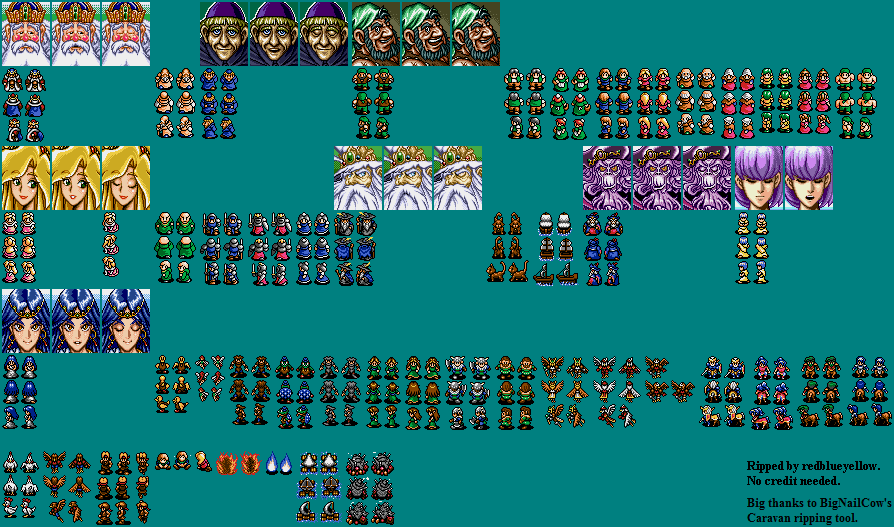 Ripped by redblueyellow.
No credit needed.
Big thanks to BigNailCow's
Caravan ripping tool.